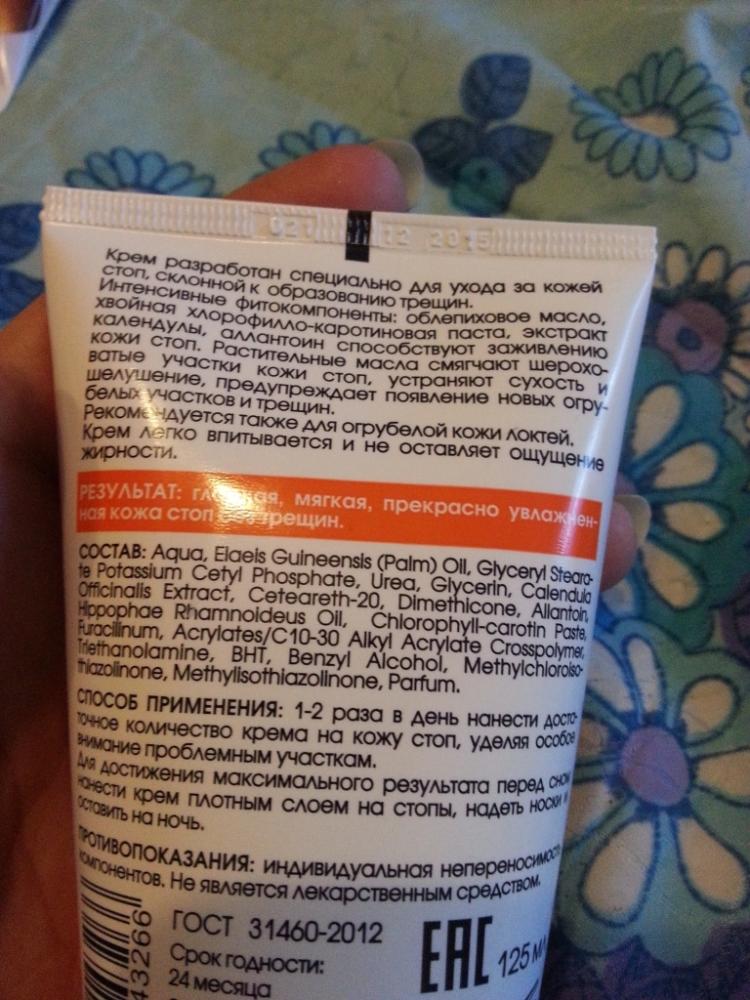 12 2015
Крем разработан специально для ухода за кожей
стоп, склонной к образованию трещин.
Интенсивные фитокомпоненты: облепиховое масло,
хвойная хлорофилло-каротиновая паста, экстракт
календулы, аллантоин способствуют заживлению
кожи стоп. Растительные масла смягчают шерохо-
ватые участки кожи стоп, устраняют сухость и
шелушение, предупреждает появление новых огру-
белых участков и трещин.
Рекомендуется также для огрубелой кожи локтей.
Крем легко впитывается и не оставляет ощущение
жирности.
РЕЗУЛЬТАТ: гладкая, мягкая, прекрасно увлажнен-
ная кожа стоп без трещин.
СОСТАВ: Aqua, Elaeis Guineensis (Palm) Oil, Glyceryl Steara-
te Potassium Cetyl Phosphate, Urea, Glycerin, Calendula
Officinalis Extract, Ceteareth-20, Dimethicone, Allantoin,
Hippophae Rhamnoideus Oil, Chlorophyll-carotin Paste,
Furacilinum, Acrylates/C10-30 Alkyl Acrylate Crosspolymer,
Triethanolamine, BHT, Benzyl Alcohol, Methylchloroiso-
thiazolinone, Methylisothiazolinone, Parfum.
СПОСОБ ПРИМЕНЕНИЯ: 1-2 раза в день нанести доста-
точное количество крема на кожу стоп, уделяя особое
внимание проблемным участкам.
Для достижения максимального результата перед сном
нанести крем плотным слоем на стопы, надеть носки и
оставить на ночь.
ПРОТИВОПОКАЗАНИЯ: индивидуальная непереносимость
компонентов. Не является лекарственным средством.
ГОСТ 31460-2012
Срок годности:
24 месяца
EAC
125 мл
43266